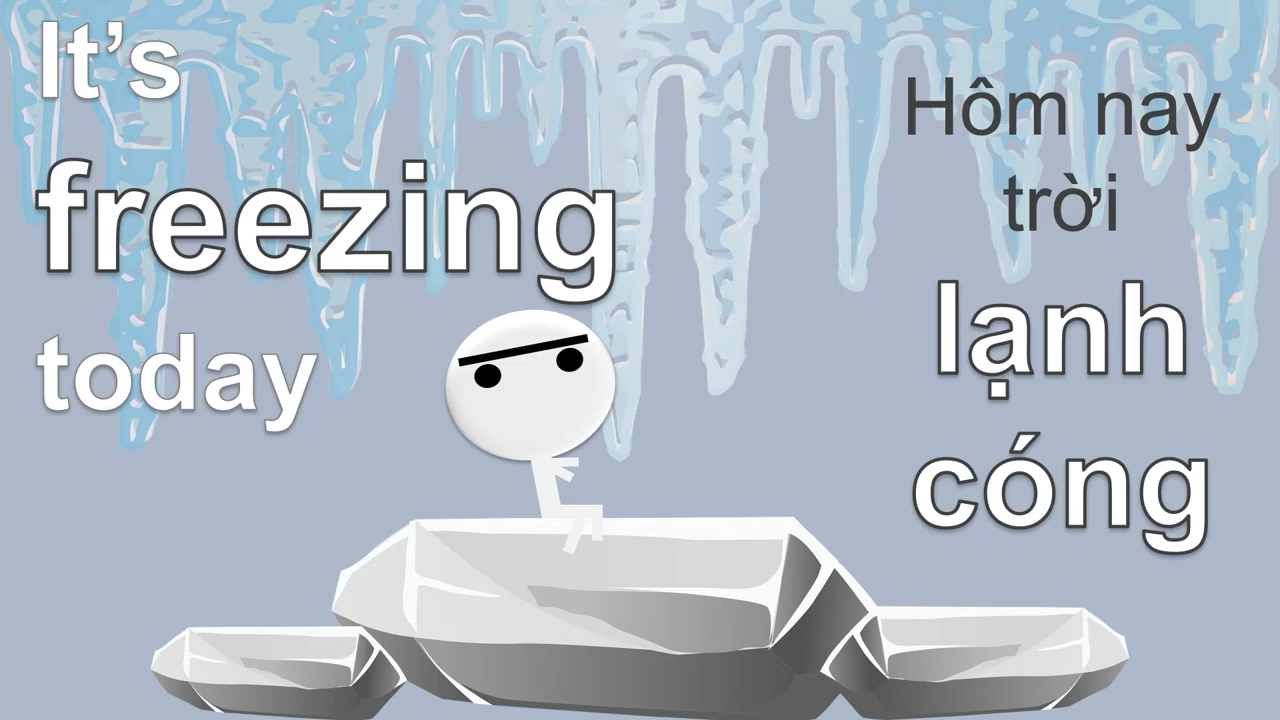 It’s
freezing
today
Hôm nay
trời
lạnh
cóng